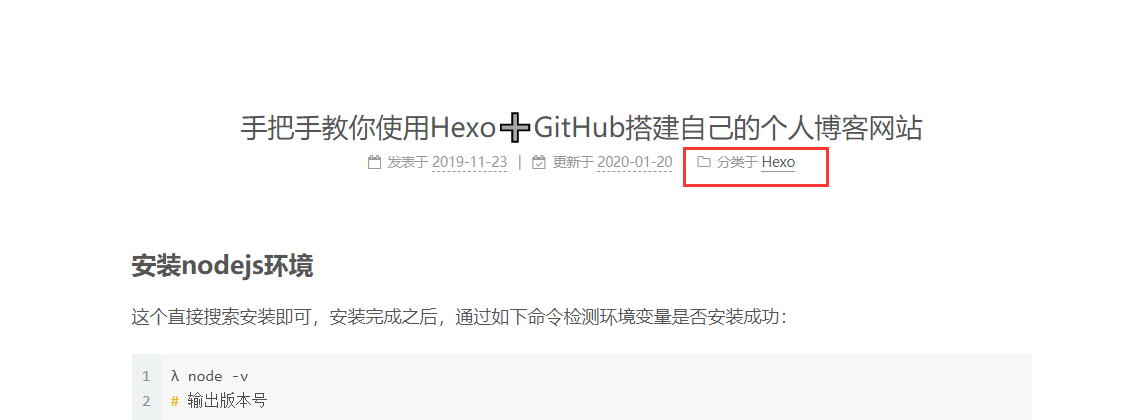 手把手教你使用Hexo➕GitHub搭建自己的个人博客网站
发表于 2019-11-23 | 更新于 2020-01-20 分类于 Hexo
安装nodejs环境
这个直接搜索安装即可，安装完成之后，通过如下命令检测环境变量是否安装成功：
1 λ node -v
2 # 输出版本号